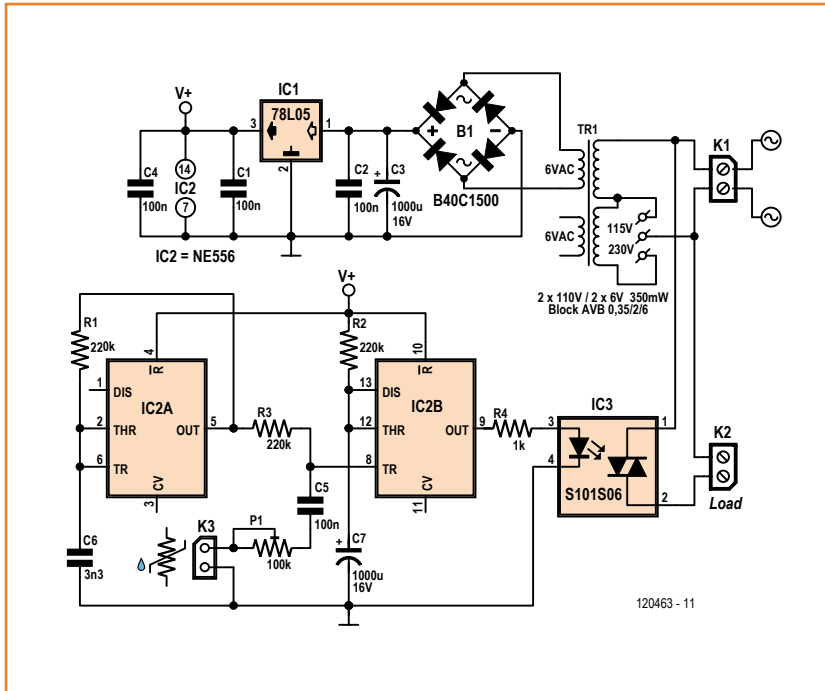 V+
IC1
78L05
3
1
2
C4
100n
14
IC2
7
C1
100n
C2
100n
C3
+
1000u
16V
+
B1
–
B40C1500
TR1
6VAC
6VAC
115V
230V
K1
IC2 = NE556
2 x 110V / 2 x 6V 350mW
Block AVB 0,35/2/6
V+
R1
220k
4
R
1
DIS
IC2A
2
THR
OUT
5
6
TR
CV
3
R3
220k
R2
220k
10
R
13
DIS
IC2B
12
THR
OUT
9
8
TR
CV
11
R4
1k
IC3
3
1
4
S101S06
2
K2
Load
C5
100n
K3
P1
100k
C6
3n3
C7
+
1000u
16V
120463 - 11